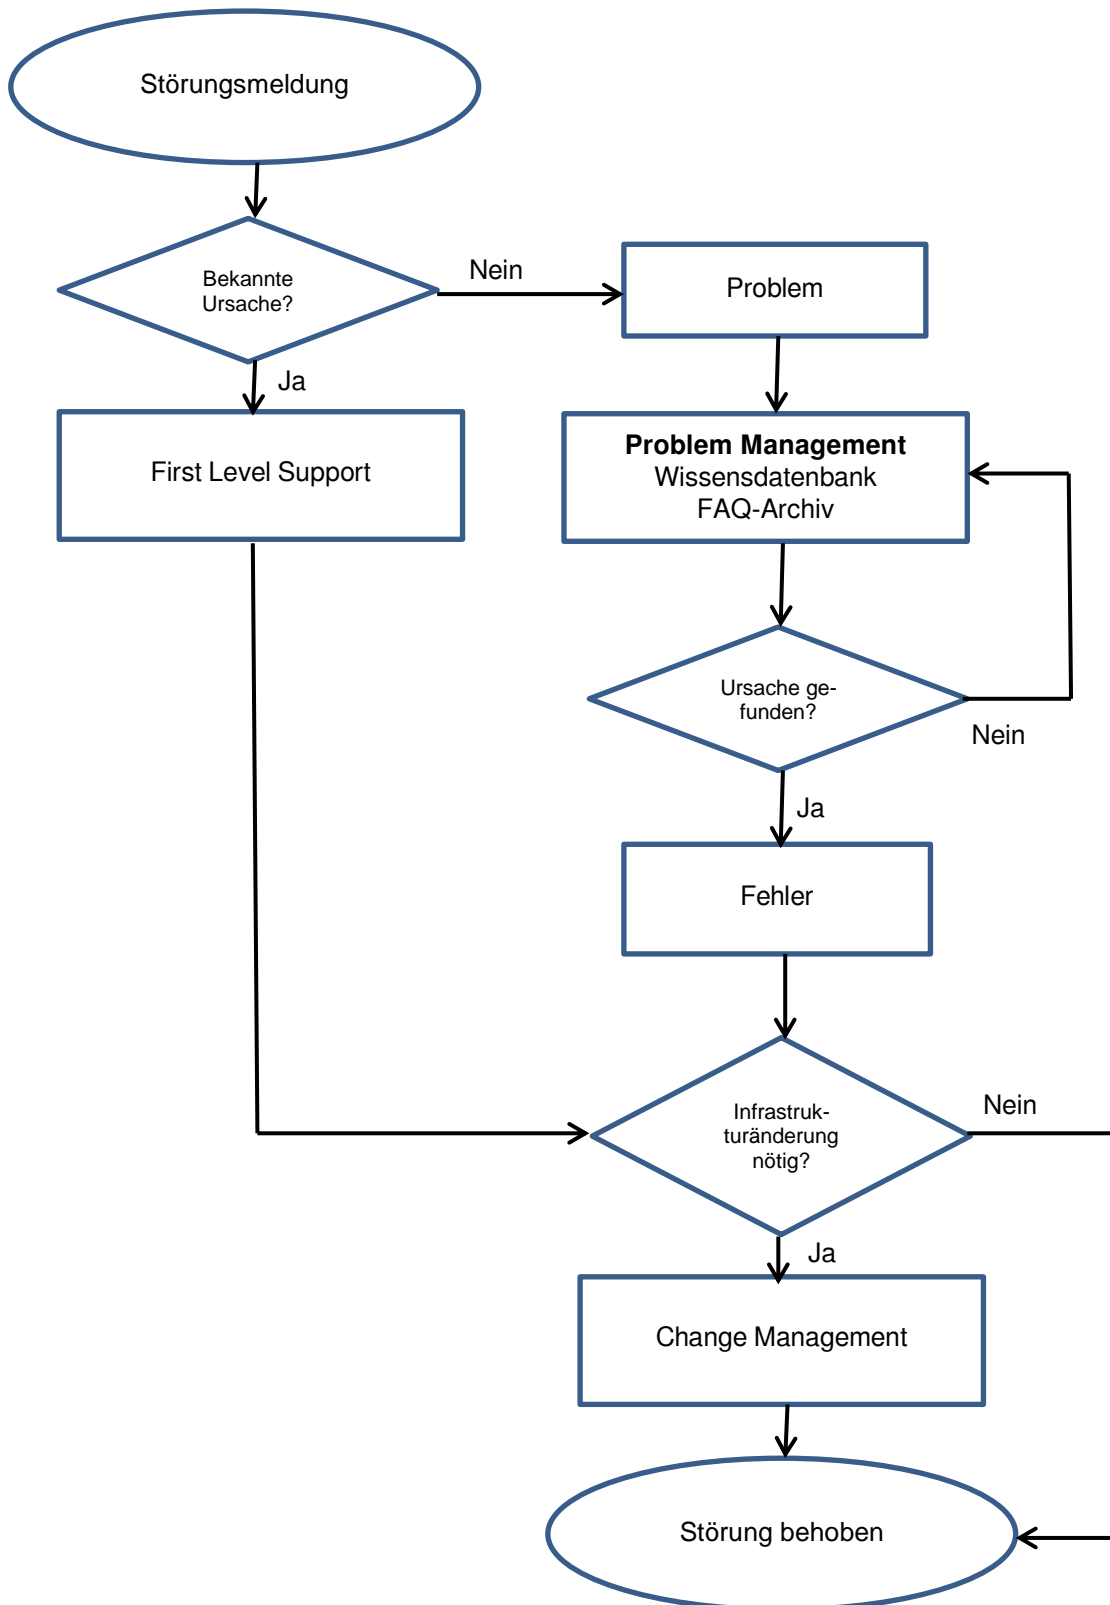 Störungsmeldung
Bekannte
Ursache?
Nein
Problem
Ja
First Level Support
Problem Management
Wissensdatenbank
FAQ-Archiv
Ursache ge-
funden?
Nein
Ja
Fehler
Infrastruk-
turänderung
nötig?
Nein
Ja
Change Management
Störung behoben